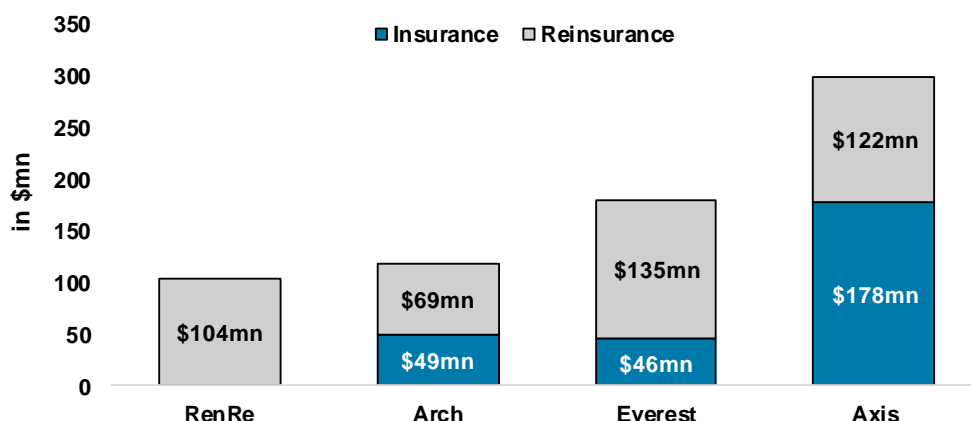 350
Insurance Reinsurance
300
250
200
150
100
50
0
in $mn
$104mn
$69mn
$49mn
$135mn
$46mn
$122mn
$178mn
RenRe Arch Everest Axis